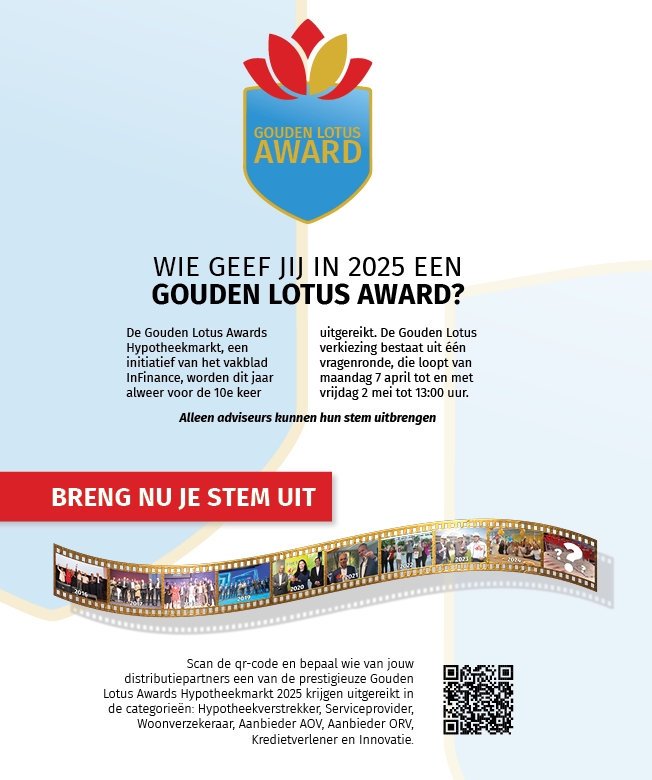 GOUDEN LOTUS
AWARD
WIE GEEF JIJ IN 2025 EEN
GOUDEN LOTUS AWARD?
De Gouden Lotus Awards
Hypotheekmarkt, een
initiatief van het vakblad
InFinance, worden dit jaar
alweer voor de 10e keer
uitgereikt. De Gouden Lotus
verkiezing bestaat uit één
vragenronde, die loopt van
maandag 7 april tot en met
vrijdag 2 mei tot 13:00 uur.
Alleen adviseurs kunnen hun stem uitbrengen
BRENG NU JE STEM UIT
2016
2017
2019
2020
2021
2022
2023
2024
???
Scan de qr-code en bepaal wie van jouw
distributiepartners een van de prestigieuze Gouden
Lotus Awards Hypotheekmarkt 2025 krijgen uitgereikt in
de categorieën: Hypotheekverstrekker, Serviceprovider,
Woonverzekeraar, Aanbieder AOV, Aanbieder ORV,
Kredietverlener en Innovatie.